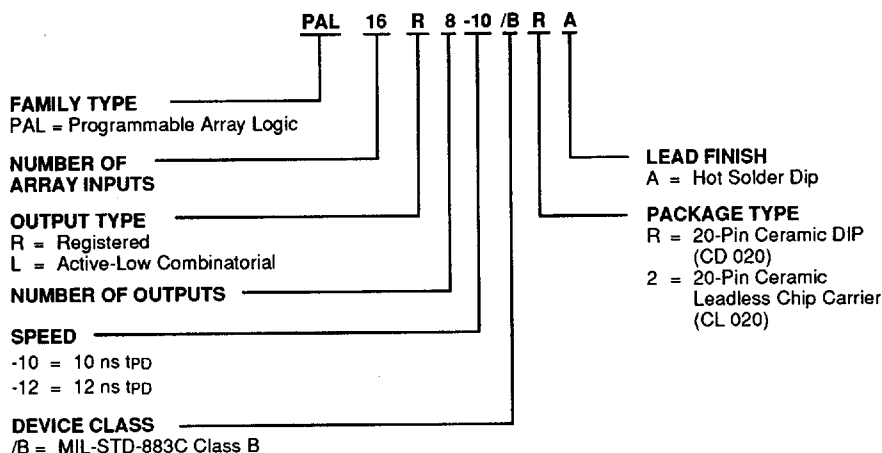 PAL 16 R 8 -10 /B R A
FAMILY TYPE
PAL = Programmable Array Logic
NUMBER OF
ARRAY INPUTS
OUTPUT TYPE
R = Registered
L = Active-Low Combinatorial
NUMBER OF OUTPUTS
SPEED
-10 = 10 ns tPD
-12 = 12 ns tPD
DEVICE CLASS
/B = MIL-STD-883C Class B
LEAD FINISH
A = Hot Solder Dip
PACKAGE TYPE
R = 20-Pin Ceramic DIP
(CD 020)
2 = 20-Pin Ceramic
Leadless Chip Carrier
(CL 020)